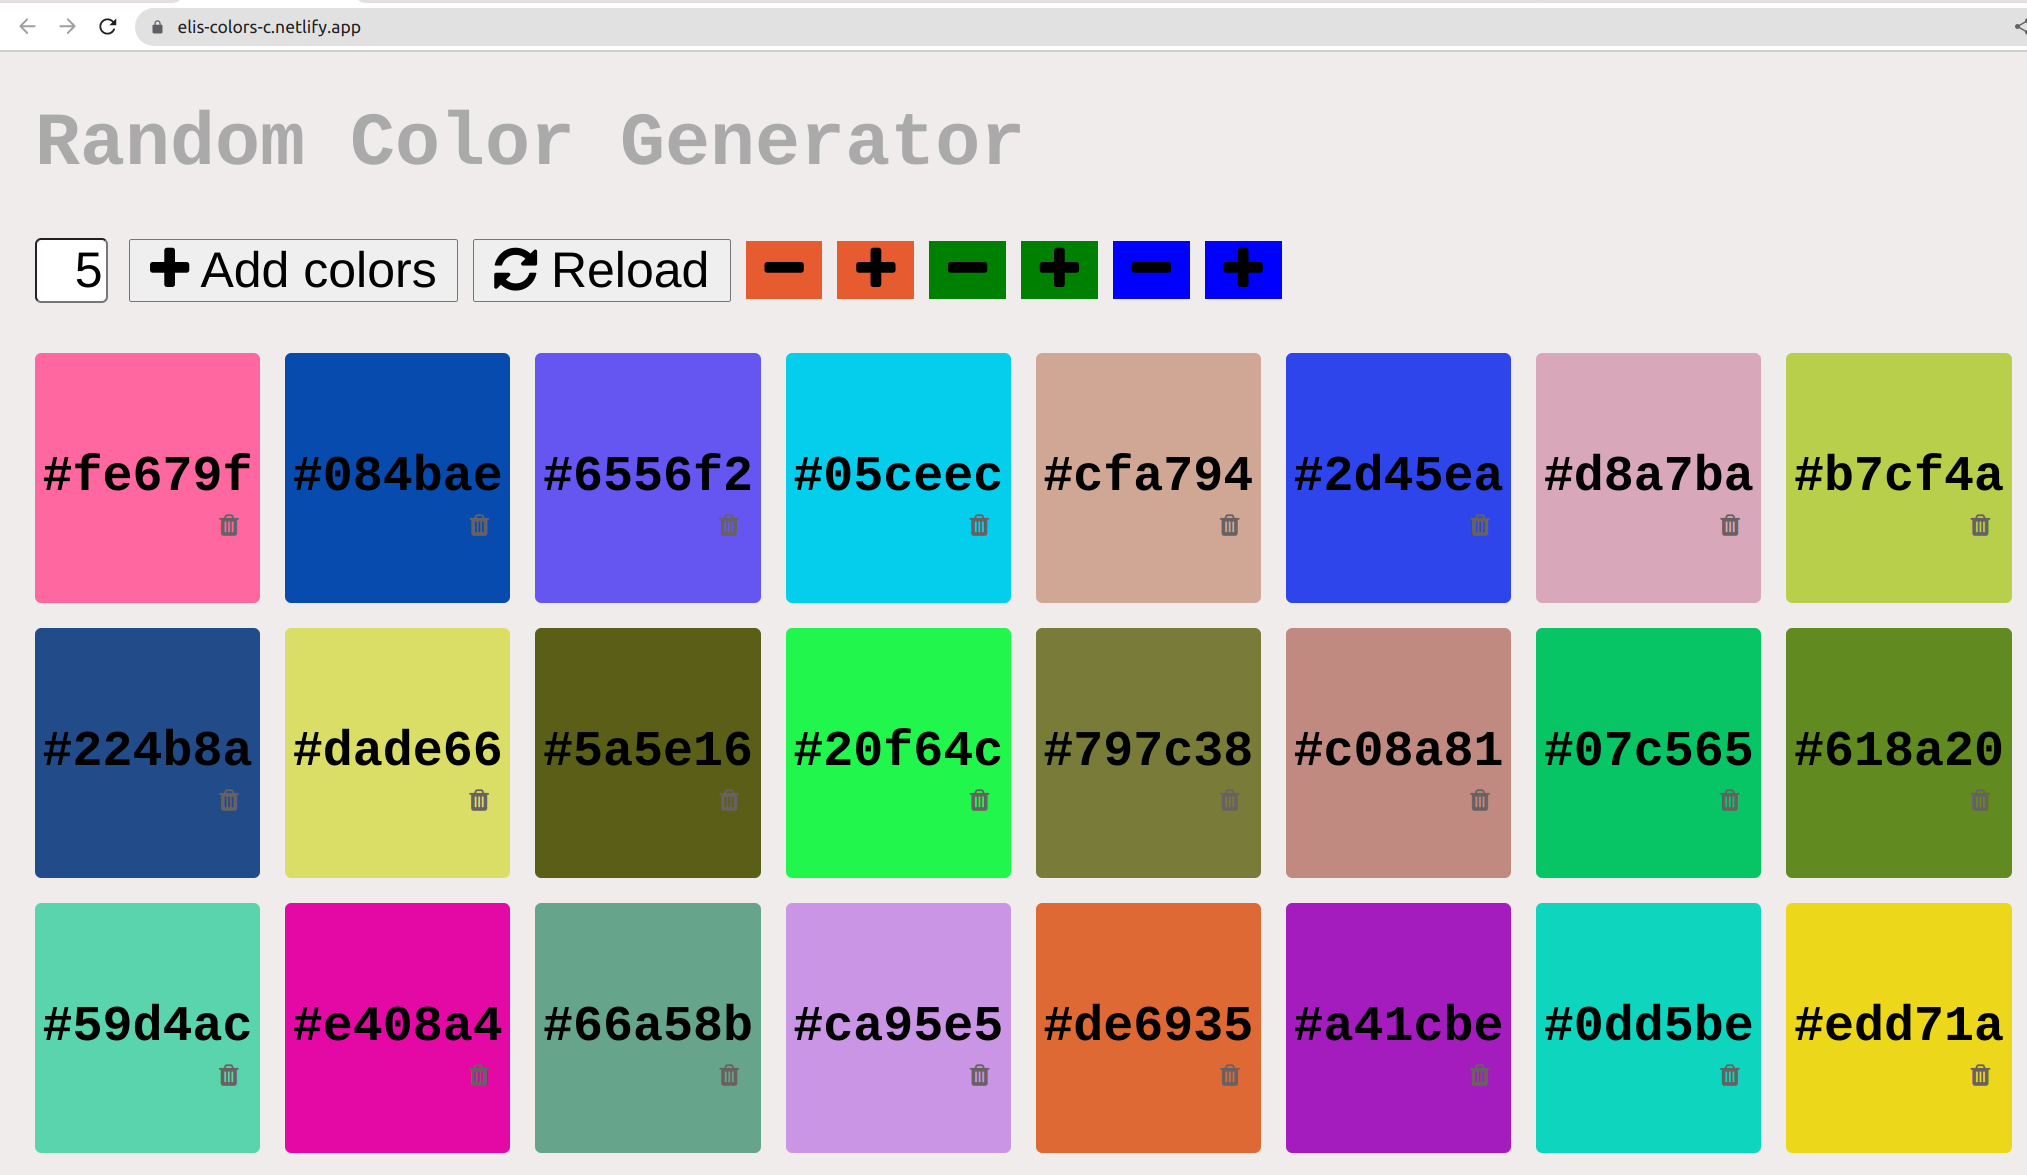 elis-colors-c.netlify.app
Random Color Generator
5 Add colors Reload
#fe679f #084bae #6556f2 #05ceec #cfa794 #2d45ea #d8a7ba #b7cf4a
#224b8a #dade66 #5a5e16 #20f64c #797c38 #c08a81 #07c565 #618a20
#59d4ac #e408a4 #66a58b #ca95e5 #de6935 #a41cbe #0dd5be #edd71a